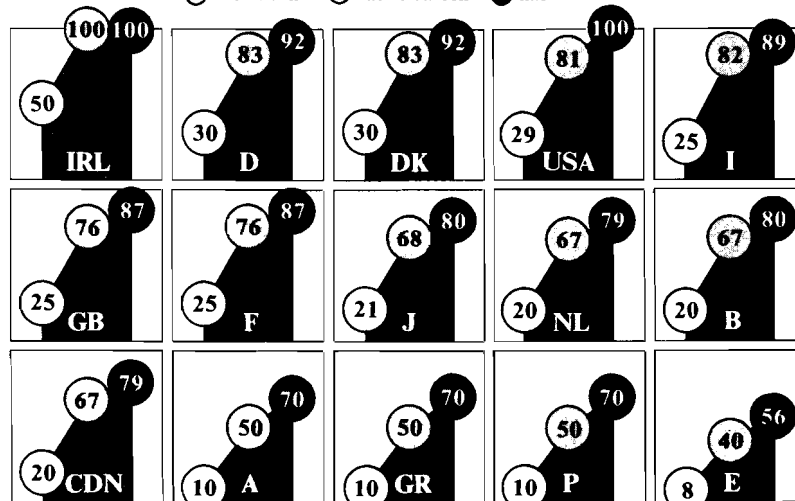 100 100 83 92 83 92 81 100 82 89
50 30 30 29 25
IRL D DK USA I
76 87 76 87 68 80 67 79 67 80
25 25 21 20 20
GB F J NL B
67 79 50 70 50 70 50 70 40 56
20 10 10 10 8
CDN A GR P E